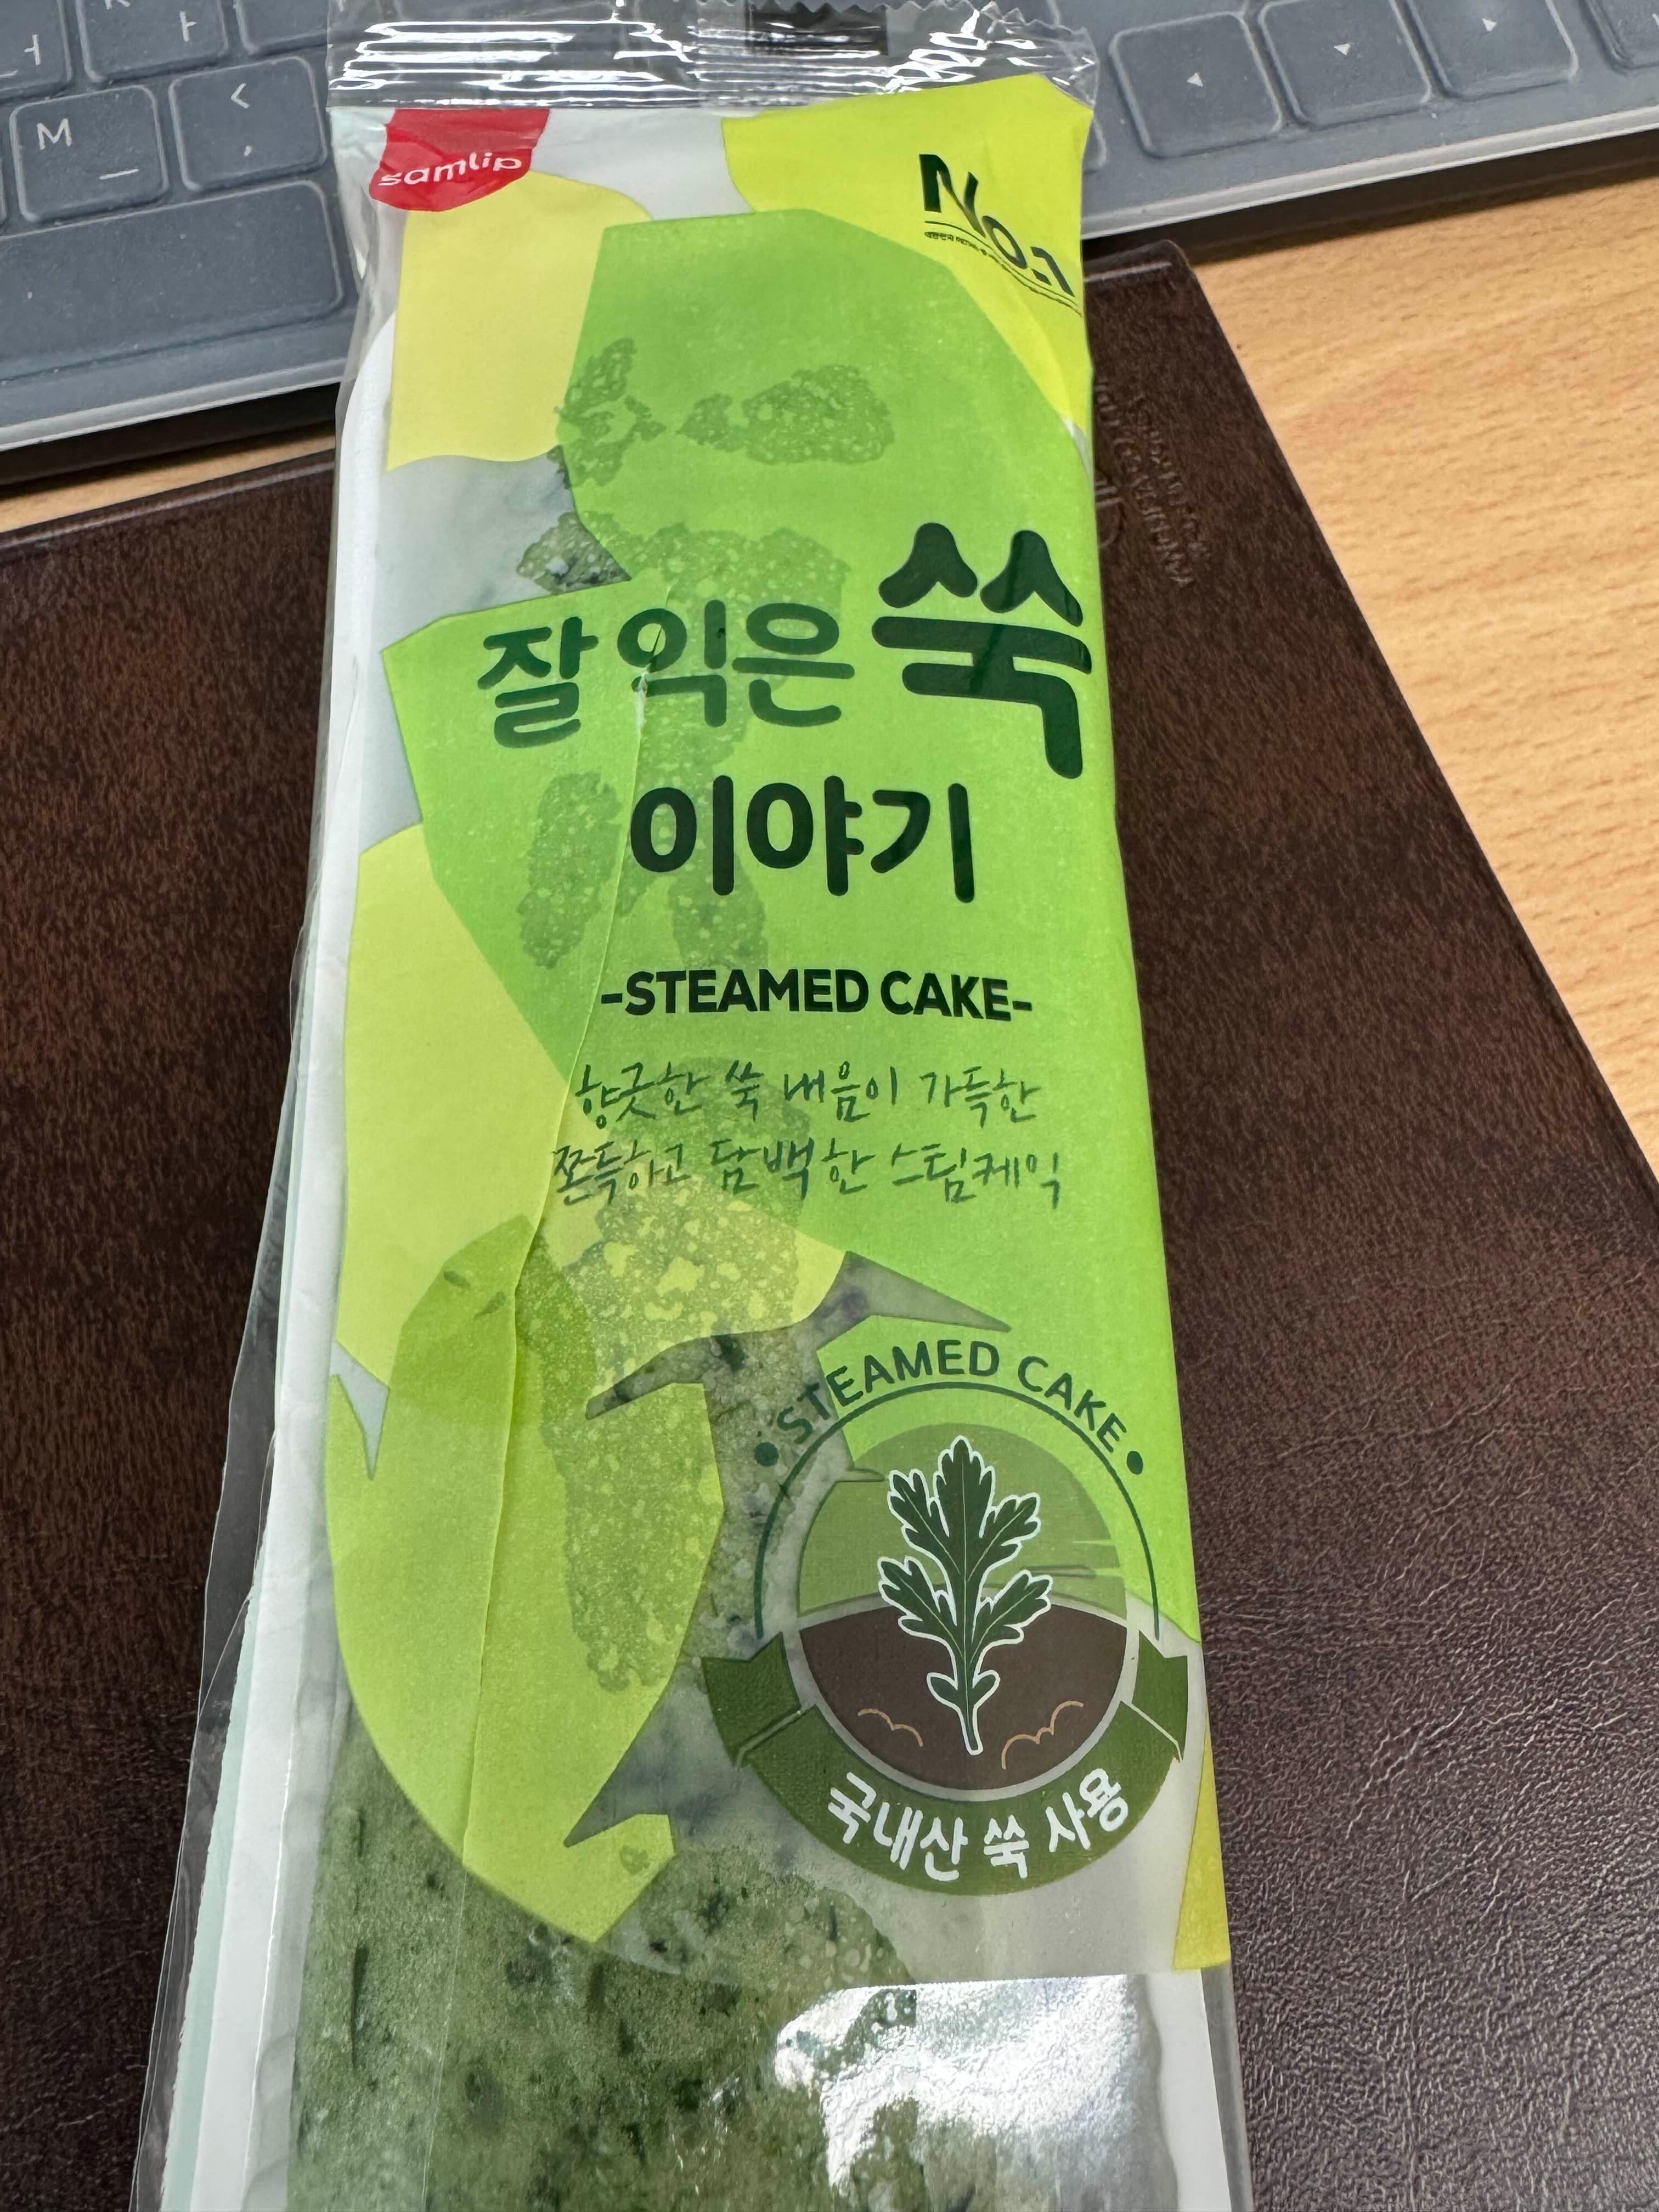 M
samlip
No.1
잘 익은 쑥
이야기
-STEAMED CAKE-
향긋한 쑥 내음이 가득한
쫀득하고 담백한 스팀케익
STEAMED CAKE
국내산 쑥 사용